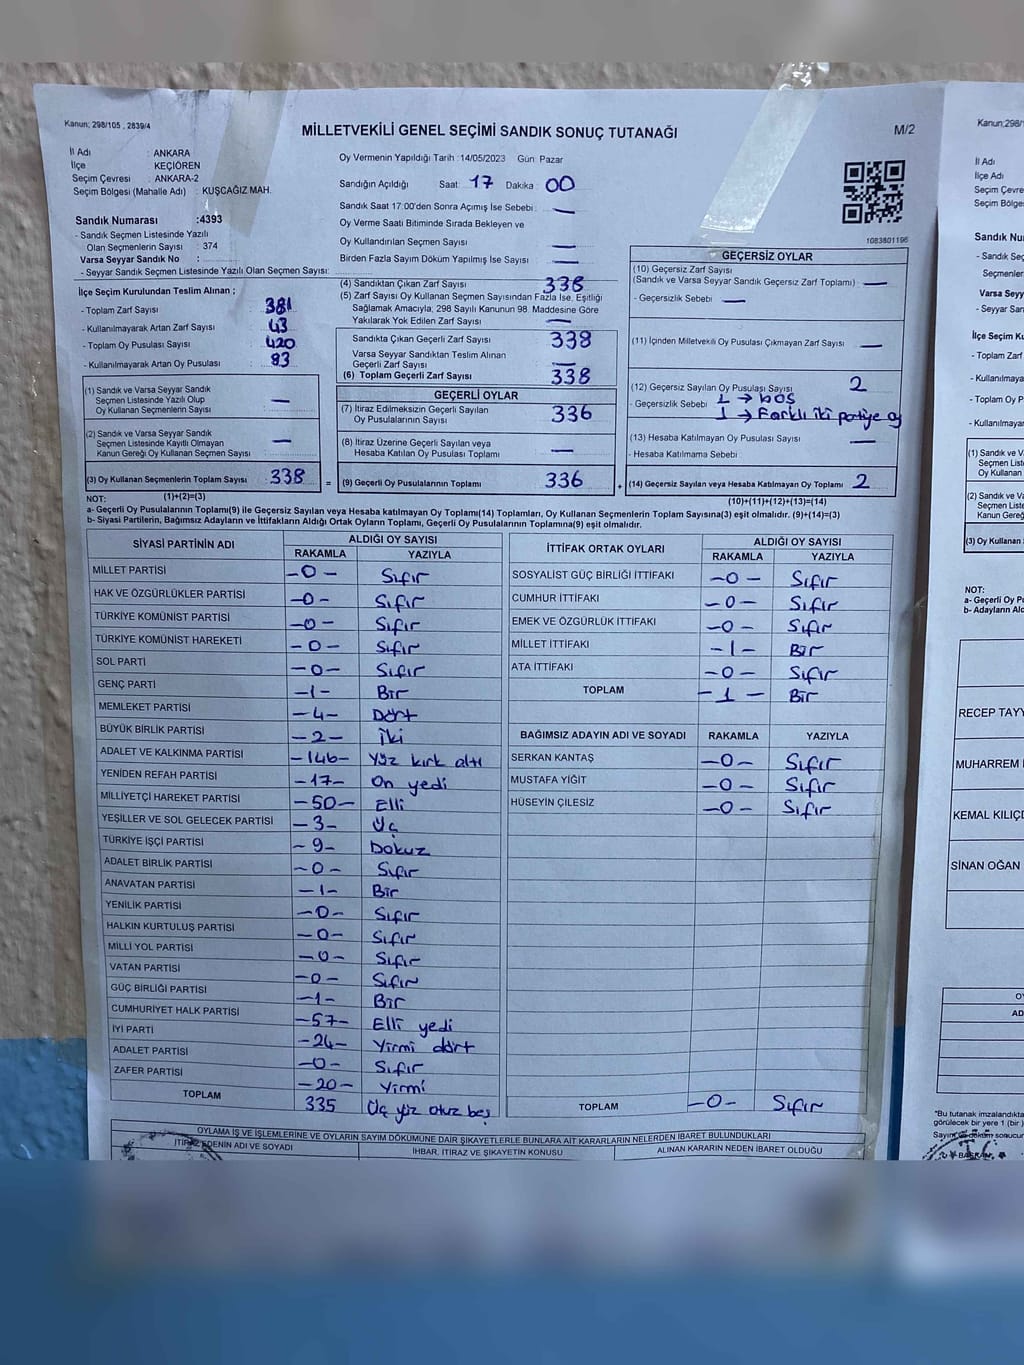 Kanun; 298/105 , 2839/4
MİLLETVEKİLİ GENEL SEÇİMİ SANDIK SONUÇ TUTANAĞI
M/2
İl Adı : ANKARA
İlçe KEÇİÖREN
Seçim Çevresi : ANKARA-2
Seçim Bölgesi (Mahalle Adı) : KUŞCAĞIZ MAH.
Sandık Numarası :4393
- Sandık Seçmen Listesinde Yazılı
Olan Seçmenlerin Sayısı : 374
Varsa Seyyar Sandık No :
- Seyyar Sandık Seçmen Listesinde Yazılı Olan Seçmen Sayısı:
Oy Vermenin Yapıldığı Tarih :14/05/2023 Gün: Pazar
Sandığın Açıldığı Saat: 17 Dakika: 00
Sandık Saat 17:00'den Sonra Açımış İse Sebebi : —
Oy Verme Saati Bitiminde Sırada Bekleyen ve
Oy Kullandırılan Seçmen Sayısı —
Birden Fazla Sayım Döküm Yapılmış İse Sayısı —
1083801196
İlçe Seçim Kurulundan Teslim Alınan ;
- Toplam Zarf Sayısı : 381
- Kullanılmayarak Artan Zarf Sayısı : 43
- Toplam Oy Pusulası Sayısı : 420
- Kullanılmayarak Artan Oy Pusulası : 83
(4) Sandıktan Çıkan Zarf Sayısı 338
(5) Zarf Sayısı Oy Kullanan Seçmen Sayısından Fazla İse, Eşitliği
Sağlamak Amacıyla; 298 Sayılı Kanunun 98. Maddesine Göre
Yakılarak Yok Edilen Zarf Sayısı —
Sandıkta Çıkan Geçerli Zarf Sayısı 338
Varsa Seyyar Sandıktan Teslim Alınan
Geçerli Zarf Sayısı —
(6) Toplam Geçerli Zarf Sayısı 338
GEÇERSİZ OYLAR
(10) Geçersiz Zarf Sayısı
(Sandık ve Varsa Seyyar Sandık Geçersiz Zarf Toplamı) : —
- Geçersizlik Sebebi : —
(11) İçinden Milletvekili Oy Pusulası Çıkmayan Zarf Sayısı —
(12) Geçersiz Sayılan Oy Pusulası Sayısı 2
- Geçersizlik Sebebi : 1 → boş
1 → Farklı iki partiye oy
(13) Hesaba Katılmayan Oy Pusulası Sayısı —
- Hesaba Katılmama Sebebi :
(14) Geçersiz Sayılan veya Hesaba Katılmayan Oy Toplamı 2
(10)+(11)+(12)+(13)=(14)
(1) Sandık ve Varsa Seyyar Sandık
Seçmen Listesinde Yazılı Olup
Oy Kullanan Seçmenlerin Sayısı —
(2) Sandık ve Varsa Seyyar Sandık
Seçmen Listesinde Kayıtlı Olmayan
Kanun Gereği Oy Kullanan Seçmen Sayısı —
(3) Oy Kullanan Seçmenlerin Toplam Sayısı 338
(1)+(2)=(3)
GEÇERLİ OYLAR
(7) İtiraz Edilmeksizin Geçerli Sayılan
Oy Pusulalarının Sayısı 336
(8) İtiraz Üzerine Geçerli Sayılan veya
Hesaba Katılan Oy Pusulası Toplamı —
= (9) Geçerli Oy Pusulalarının Toplamı 336 +
NOT:
a- Geçerli Oy Pusulalarının Toplamı(9) ile Geçersiz Sayılan veya Hesaba Katılmayan Oy Toplamı(14) Toplamları, Oy Kullanan Seçmenlerin Toplam Sayısına(3) eşit olmalıdır. (9)+(14)=(3)
b- Siyasi Partilerin, Bağımsız Adayların ve İttifakların Aldığı Ortak Oyların Toplamı, Geçerli Oy Pusulalarının Toplamına(9) eşit olmalıdır.
SİYASİ PARTİNİN ADI ALDIĞI OY SAYISI
RAKAMLA YAZIYLA
MİLLET PARTİSİ -0- Sıfır
HAK VE ÖZGÜRLÜKLER PARTİSİ -0- Sıfır
TÜRKİYE KOMÜNİST PARTİSİ -0- Sıfır
TÜRKİYE KOMÜNİST HAREKETİ -0- Sıfır
SOL PARTİ -0- Sıfır
GENÇ PARTİ -1- Bir
MEMLEKET PARTİSİ -4- Dört
BÜYÜK BİRLİK PARTİSİ -2- İki
ADALET VE KALKINMA PARTİSİ -146- Yüz kırk altı
YENİDEN REFAH PARTİSİ -17- On yedi
MİLLİYETÇİ HAREKET PARTİSİ -50- Elli
YEŞİLLER VE SOL GELECEK PARTİSİ -3- Üç
TÜRKİYE İŞÇİ PARTİSİ -9- Dokuz
ADALET BİRLİK PARTİSİ -0- Sıfır
ANAVATAN PARTİSİ -1- Bir
YENİLİK PARTİSİ -0- Sıfır
HALKIN KURTULUŞ PARTİSİ -0- Sıfır
MİLLİ YOL PARTİSİ -0- Sıfır
VATAN PARTİSİ -0- Sıfır
GÜÇ BİRLİĞİ PARTİSİ -1- Bir
CUMHURİYET HALK PARTİSİ -57- Elli yedi
İYİ PARTİ -24- Yirmi dört
ADALET PARTİSİ -0- Sıfır
ZAFER PARTİSİ -20- Yirmi
TOPLAM 335 Üç yüz otuz beş
İTTİFAK ORTAK OYLARI ALDIĞI OY SAYISI
RAKAMLA YAZIYLA
SOSYALİST GÜÇ BİRLİĞİ İTTİFAKI -0- Sıfır
CUMHUR İTTİFAKI -0- Sıfır
EMEK VE ÖZGÜRLÜK İTTİFAKI -0- Sıfır
MİLLET İTTİFAKI -1- Bir
ATA İTTİFAKI -0- Sıfır
TOPLAM -1- Bir
BAĞIMSIZ ADAYIN ADI VE SOYADI RAKAMLA YAZIYLA
SERKAN KANTAŞ -0- Sıfır
MUSTAFA YİĞİT -0- Sıfır
HÜSEYİN ÇİLESİZ -0- Sıfır
TOPLAM -0- Sıfır
OYLAMA İŞ VE İŞLEMLERİNE VE OYLARIN SAYIM DÖKÜMÜNE DAİR ŞİKAYETLERLE BUNLARA AİT KARARLARIN NELERDEN İBARET BULUNDUKLARI
İTİRAZ EDENİN ADI VE SOYADI İHBAR, İTİRAZ VE ŞİKAYETİN KONUSU ALINAN KARARIN NEDEN İBARET OLDUĞU
Kanun;298/1
İl Adı
İlçe Adı
Seçim Çevre
Seçim Bölge
Sandık Nu
- Sandık Seç
Seçmenler
Varsa Seyy
- Seyyar San
İlçe Seçim K
- Toplam Zarf
- Kullanılmaya
- Toplam Oy P
- Kullanılmaya
(1) Sandık ve V
Seçmen List
Oy Kullanan
(2) Sandık ve Va
Seçmen List
Kanun Gereğ
(3) Oy Kullanan
NOT:
a- Geçerli Oy Pu
b- Adayların Ald
RECEP TAYY
MUHARREM İ
KEMAL KILIÇD
SİNAN OĞAN
OY
AD
"Bu tutanak imzalandıkta
görülecek bir yere 1 (bir )
Sayım ve döküm sonucun
BAŞKAN